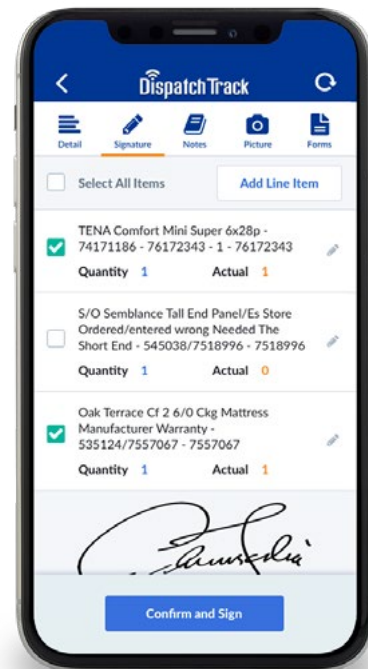 DispatchTrack
Detail Signature Notes Picture Forms
Select All Items Add Line Item
TENA Comfort Mini Super 6x28p -
74171186 - 76172343 - 1 - 76172343
Quantity 1 Actual 1
S/O Semblance Tall End Panel/Es Store
Ordered/entered wrong Needed The
Short End - 545038/7518996 - 7518996
Quantity 1 Actual 0
Oak Terrace Cf 2 6/0 Ckg Mattress
Manufacturer Warranty -
535124/7557067 - 7557067
Quantity 1 Actual 1
Confirm and Sign